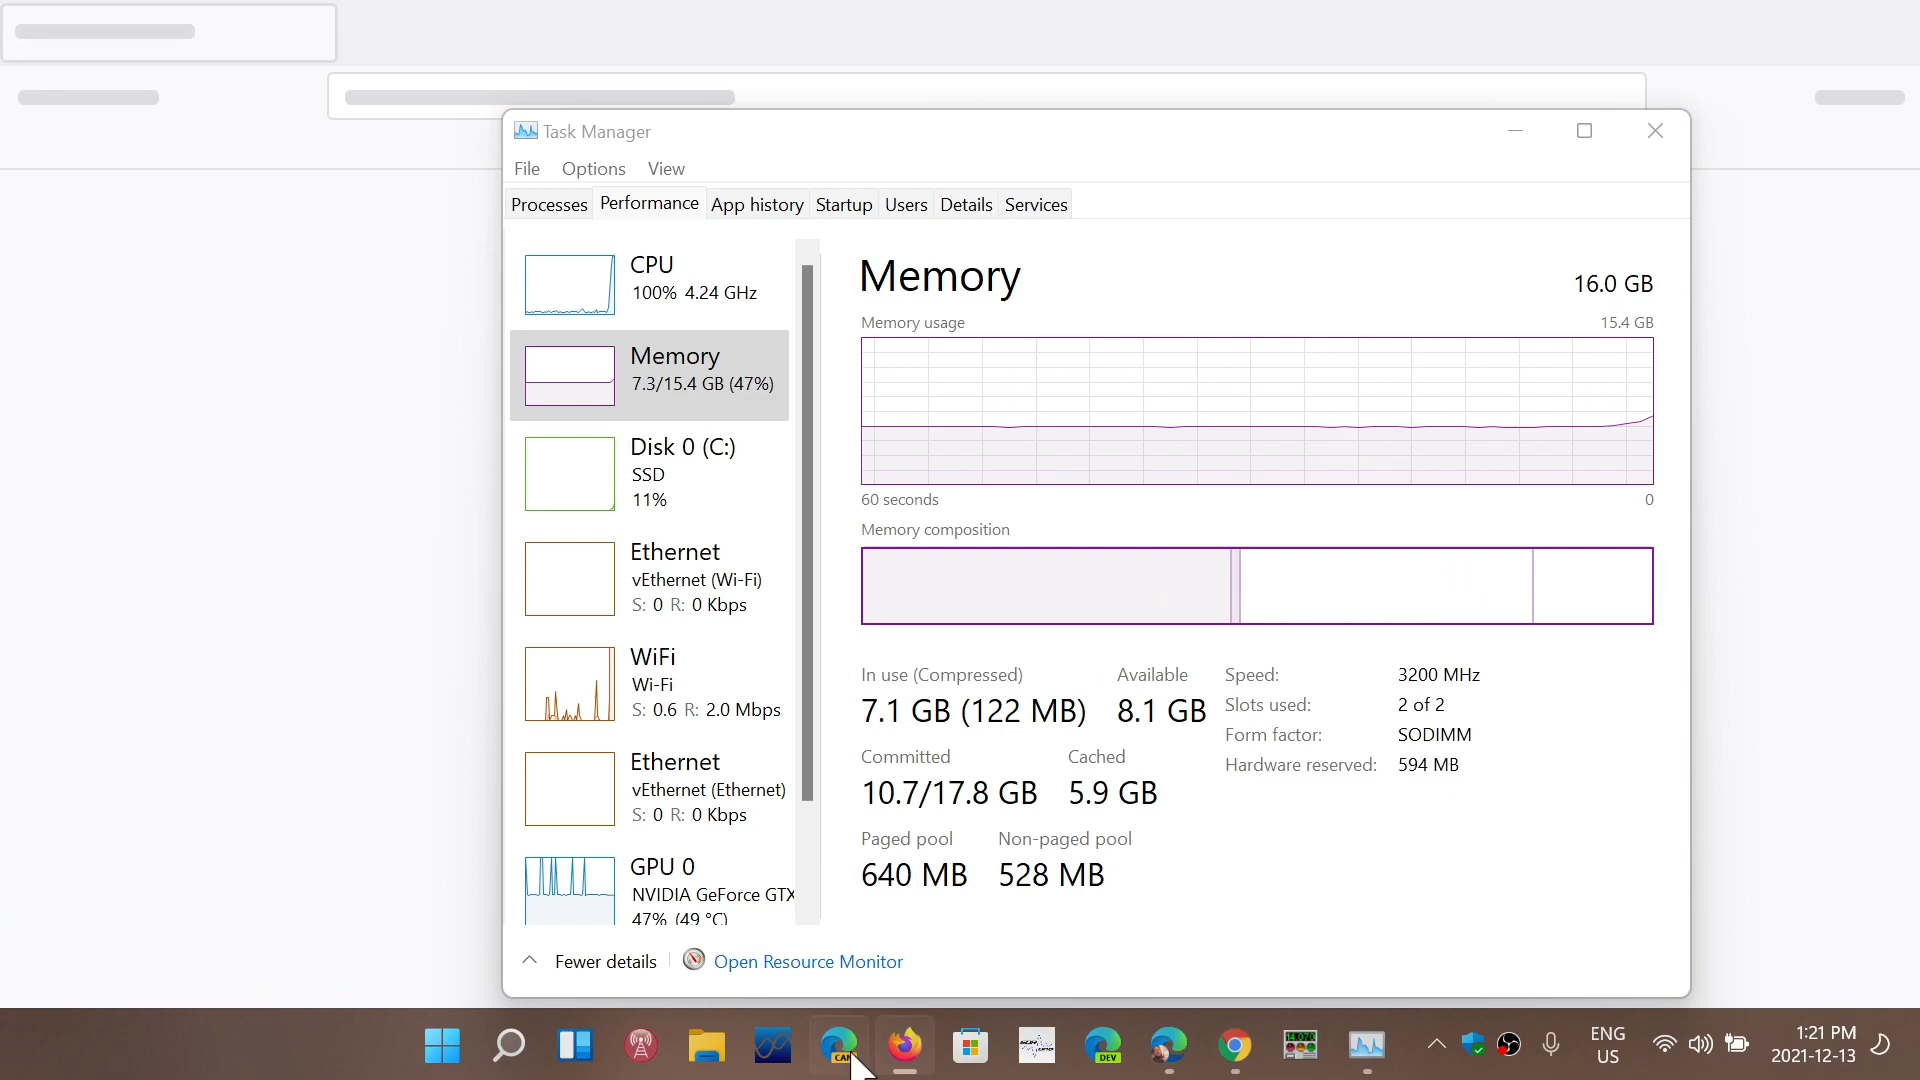 Task Manager
File Options View
Processes Performance App history Startup Users Details Services
CPU
100% 4.24 GHz
Memory
7.3/15.4 GB (47%)
Disk 0 (C:)
SSD
11%
Ethernet
vEthernet (Wi-Fi)
S: 0 R: 0 Kbps
WiFi
Wi-Fi
S: 0.6 R: 2.0 Mbps
Ethernet
vEthernet (Ethernet)
S: 0 R: 0 Kbps
GPU 0
NVIDIA GeForce GTX
47% (49 °C)
Memory 16.0 GB
Memory usage 15.4 GB
60 seconds 0
Memory composition
In use (Compressed) Available
7.1 GB (122 MB) 8.1 GB
Committed Cached
10.7/17.8 GB 5.9 GB
Paged pool Non-paged pool
640 MB 528 MB
Speed: 3200 MHz
Slots used: 2 of 2
Form factor: SODIMM
Hardware reserved: 594 MB
Fewer details Open Resource Monitor
CAN
DEV
ENG
US
1:21 PM
2021-12-13